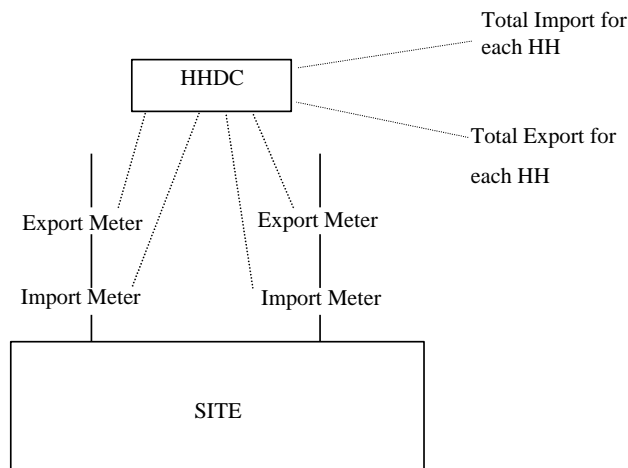 Total Import for
each HH
HHDC
Total Export for
each HH
Export Meter
Export Meter
Import Meter
Import Meter
SITE